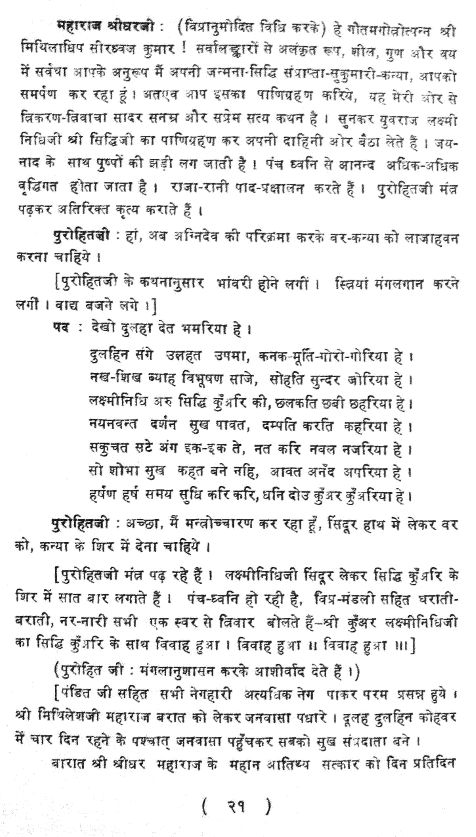 महाराज श्रीधरजी : (विप्रानुमोदित विधि करके) हे गौतमगोत्रोत्पन्न श्री
मिथिलाधिप सीरध्वज कुमार ! सर्वालङ्कारों से अलंकृत रूप, शील, गुण और वय
में सर्वथा आपके अनुरूप मैं अपनी जन्मना-सिद्धि संप्राप्ता-सुकुमारी-कन्या, आपको
समर्पण कर रहा हूं । अतएव आप इसका पाणिग्रहण करिये, यह मेरी ओर से
त्रिकरण-त्रिवाचा सादर सनम्र और सप्रेम सत्य कथन है । सुनकर युवराज लक्ष्मी
निधिजी श्री सिद्धिजी का पाणिग्रहण कर अपनी दाहिनी ओर बैठा लेते हैं । जय-
नाद के साथ पुष्पों की झड़ी लग जाती है । पंच ध्वनि से आनन्द अधिक-अधिक
वृद्धिगत होता जाता है । राजा-रानी पाद-प्रक्षालन करते हैं । पुरोहितजी मंत्र
पढ़कर अतिरिक्त कृत्य कराते हैं ।
पुरोहितजी : हां, अब अग्निदेव की परिक्रमा करके वर-कन्या को लाजाहवन
करना चाहिये ।
[पुरोहितजी के कथनानुसार भांवरी होने लगीं । स्त्रियां मंगलगान करने
लगीं । वाद्य बजने लगे ।]
पद : देखो दुलहा देत भमरिया हे ।
दुलहिन संगे उलहत उपमा, कनक-मूर्ति-गोरी-गोरिया हे ।
नख-शिख ब्याह विभूषण साजे, सोहति सुन्दर जोरिया हे ।
लक्ष्मीनिधि अरु सिद्धि कुँअरि की, छलकति छबी छहरिया हे ।
नयनवन्त दर्शन सुख पावत, दम्पति करति कहरिया हे ।
सकुचत सटे अंग इक-इक ते, नत करि नवल नजरिया हे ।
सो शोभा सुख कहत बने नहि, आवत अनँद अपरिया हे ।
हर्षण हर्ष समय सुधि करि करि, धनि दोउ कुँअर कुँअरिया हे ।
पुरोहितजी : अच्छा, मैं मन्त्रोच्चारण कर रहा हूँ, सिंदूर हाथ में लेकर वर
को, कन्या के शिर में देना चाहिये ।
[पुरोहितजी मंत्र पढ़ रहे हैं । लक्ष्मीनिधिजी सिंदूर लेकर सिद्धि कुँअरि के
शिर में सात बार लगाते हैं । पंच-ध्वनि हो रही है, विप्र-मंडली सहित घराती-
बराती, नर-नारी सभी एक स्वर से त्रिवार बोलते हैं–श्री कुँअर लक्ष्मीनिधिजी
का सिद्धि कुँअरि के साथ विवाह हुआ । विवाह हुआ ।। विवाह हुआ ।।।]
(पुरोहित जी : मंगलानुशासन करके आशीर्वाद देते हैं ।)
[पंडित जी सहित सभी नेगहारी अत्यधिक नेग पाकर परम प्रसन्न हुये ।
श्री मिथिलेशजी महाराज बरात को लेकर जनवासा पधारे । दूलह दुलहिन कोहवर
में चार दिन रहने के पश्चात् जनवासा पहुँचकर सबको सुख संप्रदाता बने ।
बारात श्री श्रीधर महाराज के महान आतिथ्य सत्कार को दिन प्रतिदिन
( २१ )